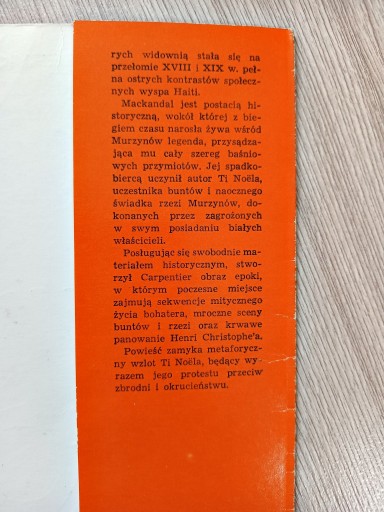 rych widownią stała się na
przełomie XVIII i XIX w. peł-
na ostrych kontrastów społecz-
nych wyspa Haiti.
Mackandal jest postacią hi-
storyczną, wokół której z bie-
giem czasu narosła żywa wśród
Murzynów legenda, przysądza-
jąca mu cały szereg baśnio-
wych przymiotów. Jej spadko-
biercą uczynił autor Ti Noëla,
uczestnika buntów i naocznego
świadka rzezi Murzynów, do-
konanych przez zagrożonych
w swym posiadaniu białych
właścicieli.
Posługując się swobodnie ma-
teriałem historycznym, stwo-
rzył Carpentier obraz epoki,
w którym poczesne miejsce
zajmują sekwencje mitycznego
życia bohatera, mroczne sceny
buntów i rzezi oraz krwawe
panowanie Henri Christophe'a.
Powieść zamyka metaforycz-
ny wzlot Ti Noëla, będący wy-
razem jego protestu przeciw
zbrodni i okrucieństwu.